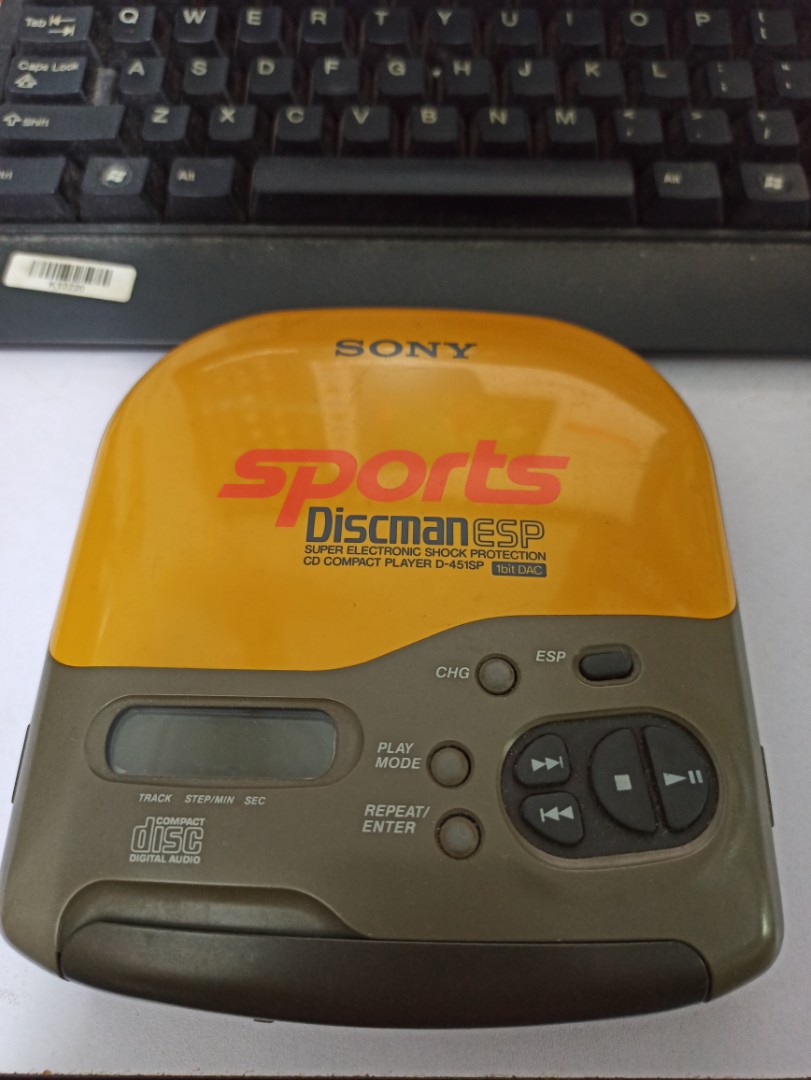 Tab Q W E R T Y U I O P
Caps Lock A S D F G H J K L
Shift Z X C V B N M
Alt Alt
SONY
sports
Discman ESP
SUPER ELECTRONIC SHOCK PROTECTION
CD COMPACT PLAYER D-451SP 1bit DAC
CHG
ESP
PLAY
MODE
REPEAT/
ENTER
TRACK STEP/MIN SEC
COMPACT
disc
DIGITAL AUDIO